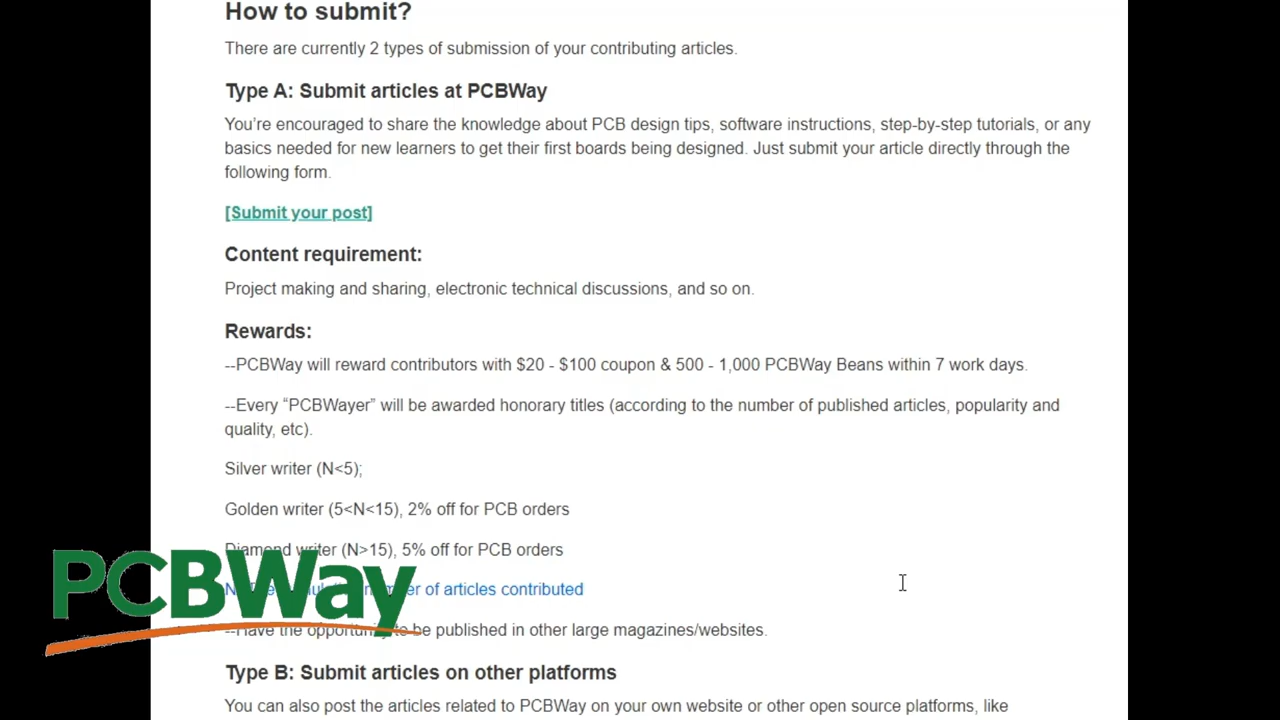 How to submit?
There are currently 2 types of submission of your contributing articles.
Type A: Submit articles at PCBWay
You're encouraged to share the knowledge about PCB design tips, software instructions, step-by-step tutorials, or any
basics needed for new learners to get their first boards being designed. Just submit your article directly through the
following form.
[Submit your post]
Content requirement:
Project making and sharing, electronic technical discussions, and so on.
Rewards:
--PCBWay will reward contributors with $20 - $100 coupon & 500 - 1,000 PCBWay Beans within 7 work days.
--Every “PCBWayer” will be awarded honorary titles (according to the number of published articles, popularity and
quality, etc).
Silver writer (N<5);
Golden writer (5<N<15), 2% off for PCB orders
Diamond writer (N>15), 5% off for PCB orders
of articles contributed
PCBWay
--Have the opportunity to be published in other large magazines/websites.
Type B: Submit articles on other platforms
You can also post the articles related to PCBWay on your own website or other open source platforms, like